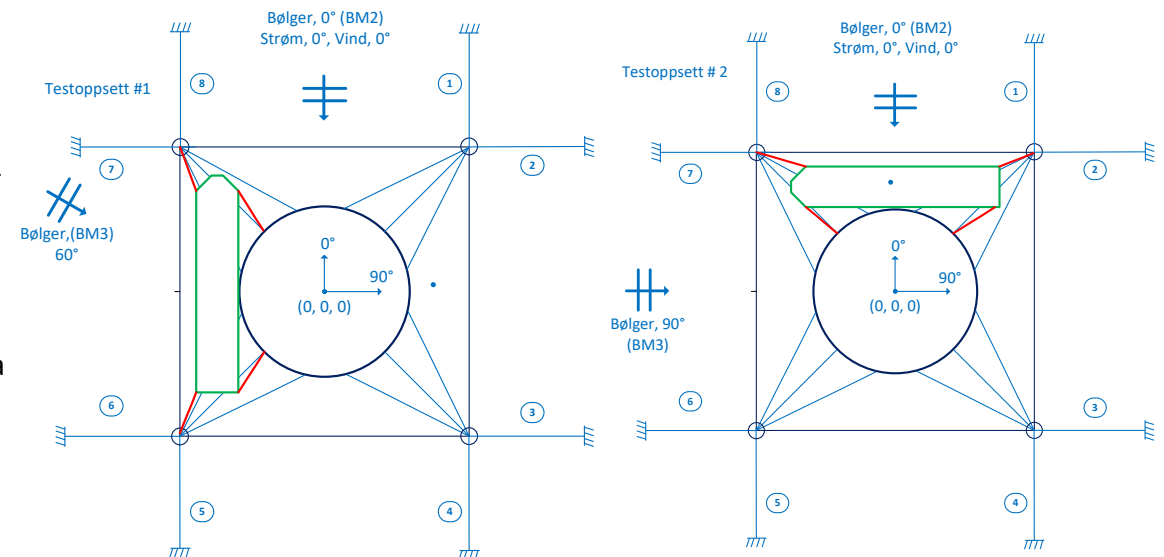 Bølger, 0° (BM2)
Strøm, 0°, Vind, 0°
Testoppsett #1
8
1
7
2
Bølger,(BM3)
60°
0°
90°
(0, 0, 0)
6
3
5
4
a
Bølger, 0° (BM2)
Strøm, 0°, Vind, 0°
Testoppsett # 2
8
1
7
2
0°
90°
(0, 0, 0)
Bølger, 90°
(BM3)
6
3
5
4